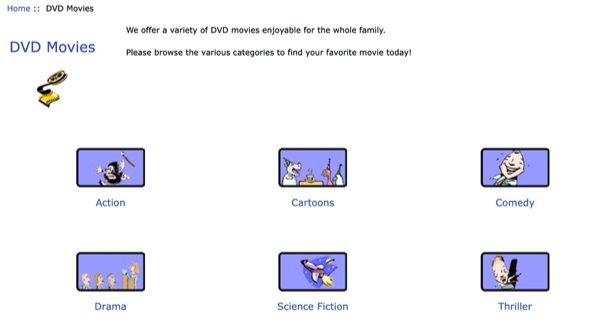 Home :: DVD Movies
We offer a variety of DVD movies enjoyable for the whole family.
DVD Movies
Please browse the various categories to find your favorite movie today!
Action
Cartoons
Comedy
Drama
Science Fiction
Thriller